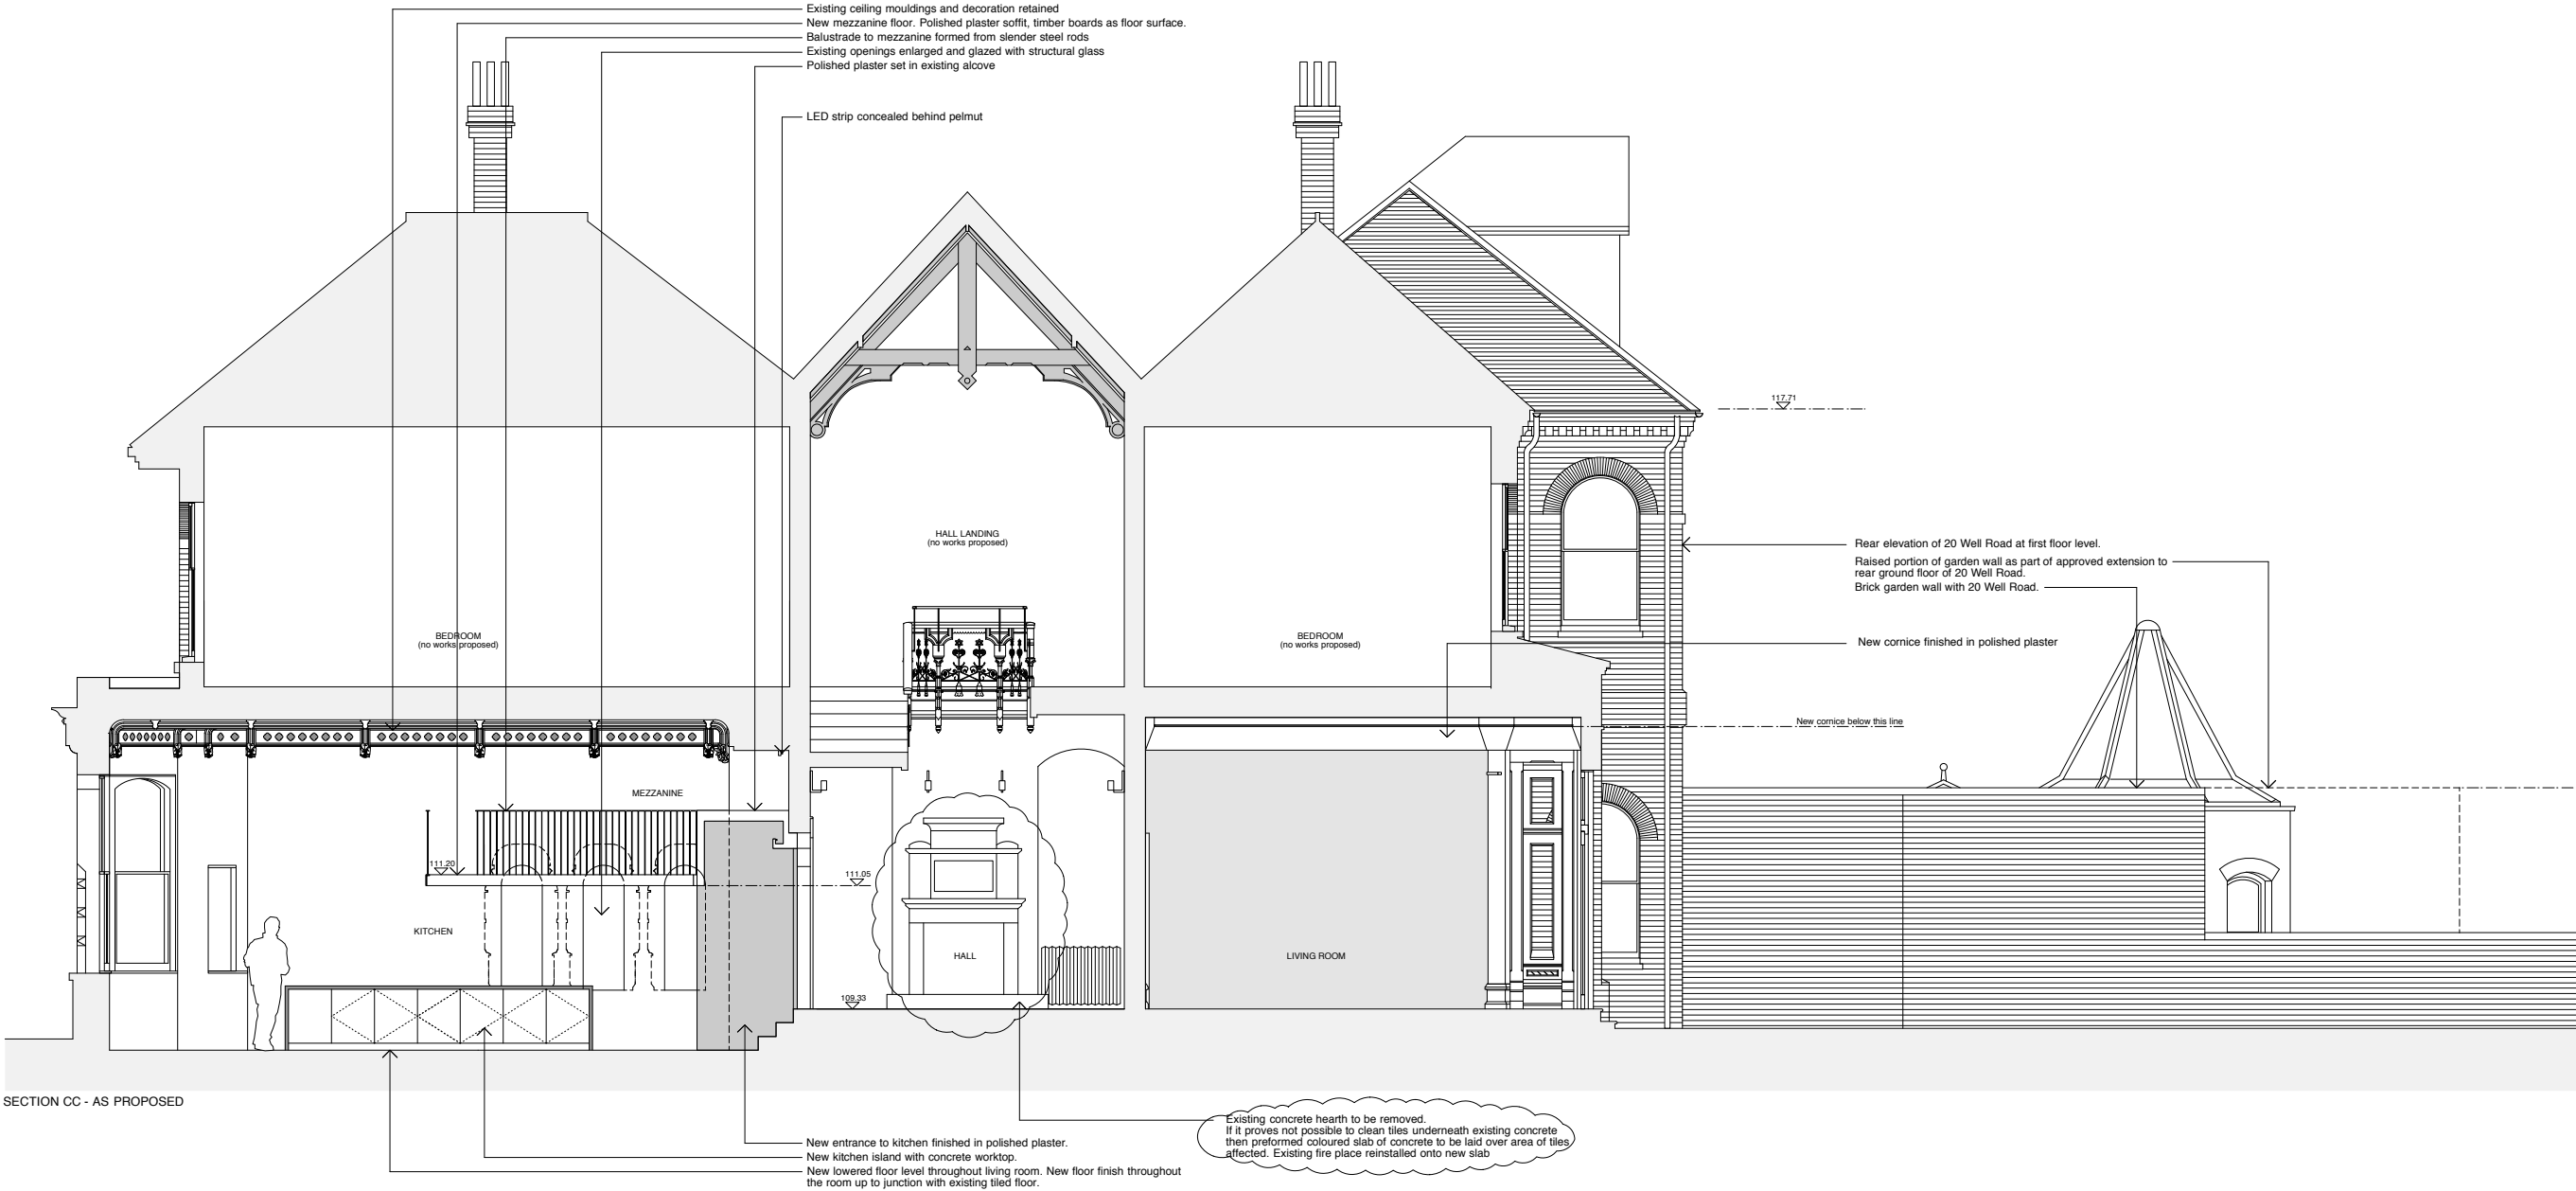 Existing ceiling mouldings and decoration retained
New mezzanine floor. Polished plaster soffit, timber boards as floor surface.
Balustrade to mezzanine formed from slender steel rods
Existing openings enlarged and glazed with structural glass
Polished plaster set in existing alcove
LED strip concealed behind pelmut
117.71
HALL LANDING
(no works proposed)
Rear elevation of 20 Well Road at first floor level.
Raised portion of garden wall as part of approved extension to
rear ground floor of 20 Well Road.
Brick garden wall with 20 Well Road.
BEDROOM
(no works proposed)
BEDROOM
(no works proposed)
New cornice finished in polished plaster
New cornice below this line
MEZZANINE
111.20
111.05
KITCHEN
HALL
LIVING ROOM
109.33
SECTION CC - AS PROPOSED
Existing concrete hearth to be removed.
If it proves not possible to clean tiles underneath existing concrete
then preformed coloured slab of concrete to be laid over area of tiles
affected. Existing fire place reinstalled onto new slab
New entrance to kitchen finished in polished plaster.
New kitchen island with concrete worktop.
New lowered floor level throughout living room. New floor finish throughout
the room up to junction with existing tiled floor.